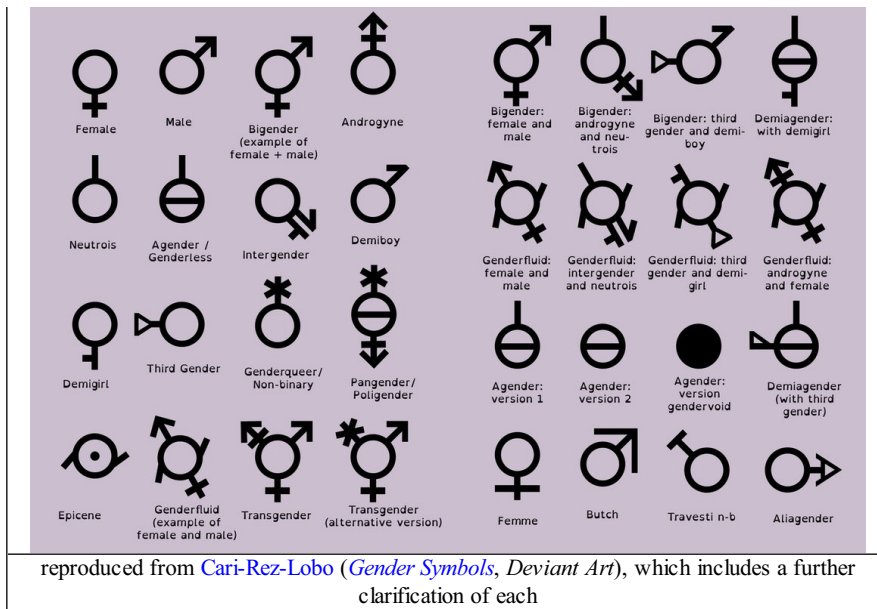 Female
Male
Bigender
(example of
female + male)
Androgyne
Bigender:
female and
male
Bigender:
androgyne
and neu-
trois
Bigender: third
gender and demi-
boy
Demiagender:
with demigirl
Neutrois
Agender /
Genderless
Intergender
Demiboy
Genderfluid:
female and
male
Genderfluid:
intergender
and neutrois
Genderfluid: third
gender and demi-
girl
Genderfluid:
androgyne
and female
Demigirl
Third Gender
Genderqueer/
Non-binary
Pangender/
Poligender
Agender:
version 1
Agender:
version 2
Agender:
version
gendervoid
Demiagender
(with third
gender)
Epicene
Genderfluid
(example of
female and male)
Transgender
Transgender
(alternative version)
Femme
Butch
Travesti n-b
Aliagender
reproduced from Cari-Rez-Lobo (Gender Symbols, Deviant Art), which includes a further
clarification of each